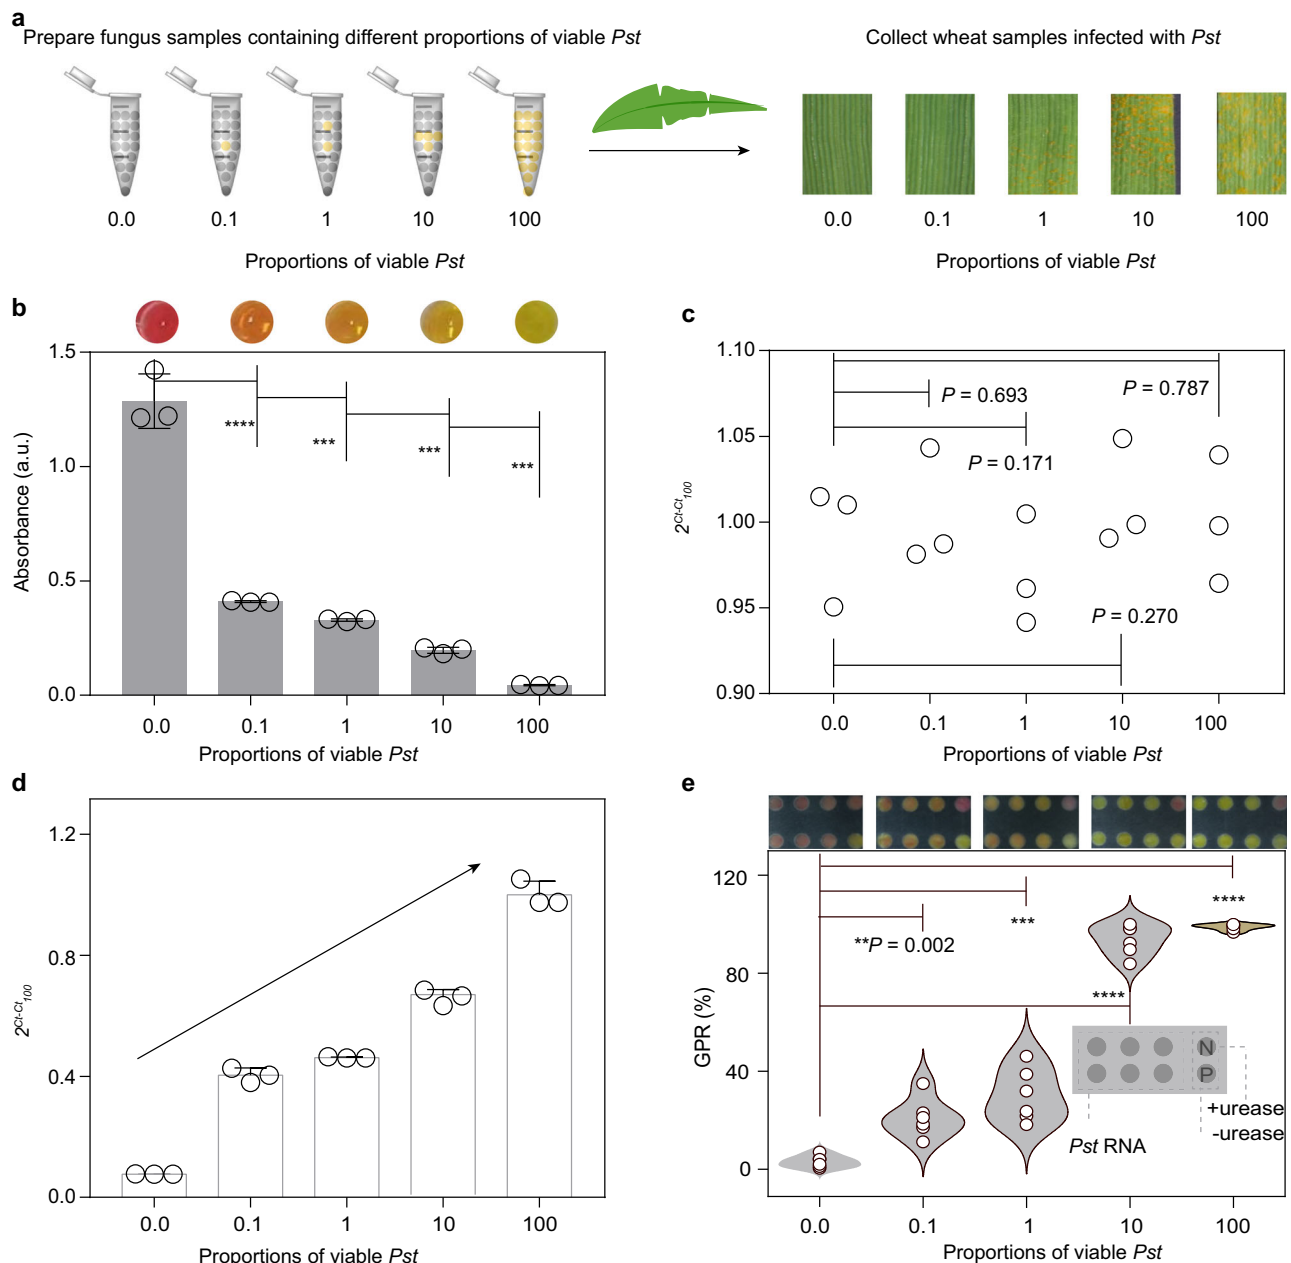 a
Prepare fungus samples containing different proportions of viable Pst
Collect wheat samples infected with Pst
0.0 0.1 1 10 100
0.0 0.1 1 10 100
Proportions of viable Pst
Proportions of viable Pst
b
1.5
1.0
0.5
0.0
Absorbance (a.u.)
****
***
***
***
0.0 0.1 1 10 100
Proportions of viable Pst
c
1.10
1.05
1.00
0.95
0.90
2^Ct-Ct_100
P = 0.787
P = 0.693
P = 0.171
P = 0.270
0.0 0.1 1 10 100
Proportions of viable Pst
d
1.2
0.8
0.4
0.0
2^Ct-Ct_100
0.0 0.1 1 10 100
Proportions of viable Pst
e
120
80
40
0
GPR (%)
****
***
**P = 0.002
****
N
P
+urease
-urease
Pst RNA
0.0 0.1 1 10 100
Proportions of viable Pst